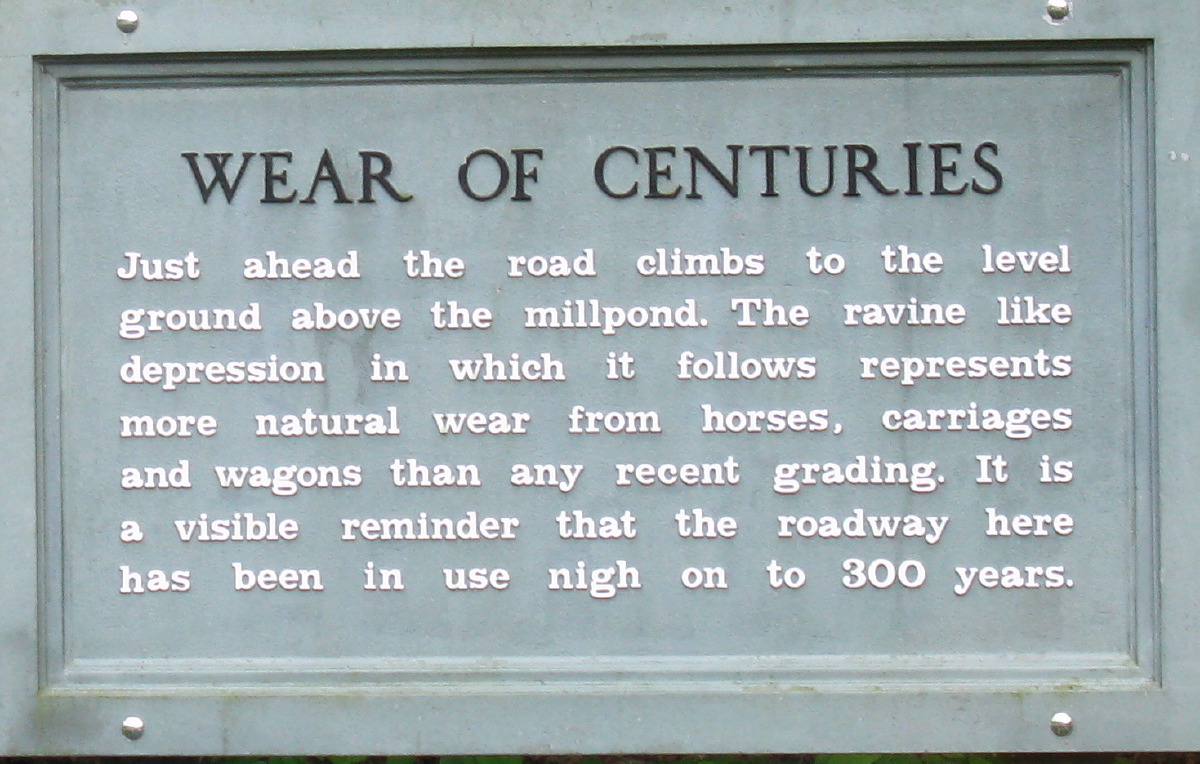 WEAR OF CENTURIES
Just ahead the road climbs to the level
ground above the millpond. The ravine like
depression in which it follows represents
more natural wear from horses, carriages
and wagons than any recent grading. It is
a visible reminder that the roadway here
has been in use nigh on to 300 years.